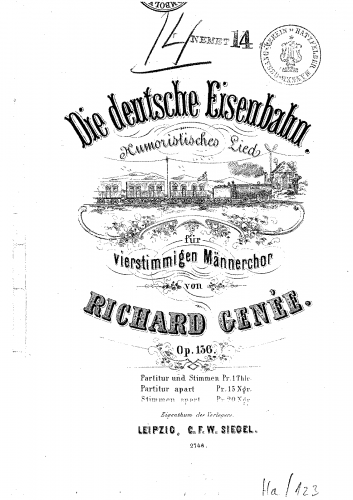 14
NEMET 14
Die deutsche Eisenbahn.
Humoristisches Lied
für
vierstimmigen Männerchor
von
RICHARD GENÉE.
Op. 136.
Partitur und Stimmen Pr. 1 Thlr.
Partitur apart Pr. 15 Ngr.
Stimmen apart Pr. 20 Ngr.
Eigenthum des Verlegers.
LEIPZIG, C. F. W. SIEGEL.
2744.
Ha/123